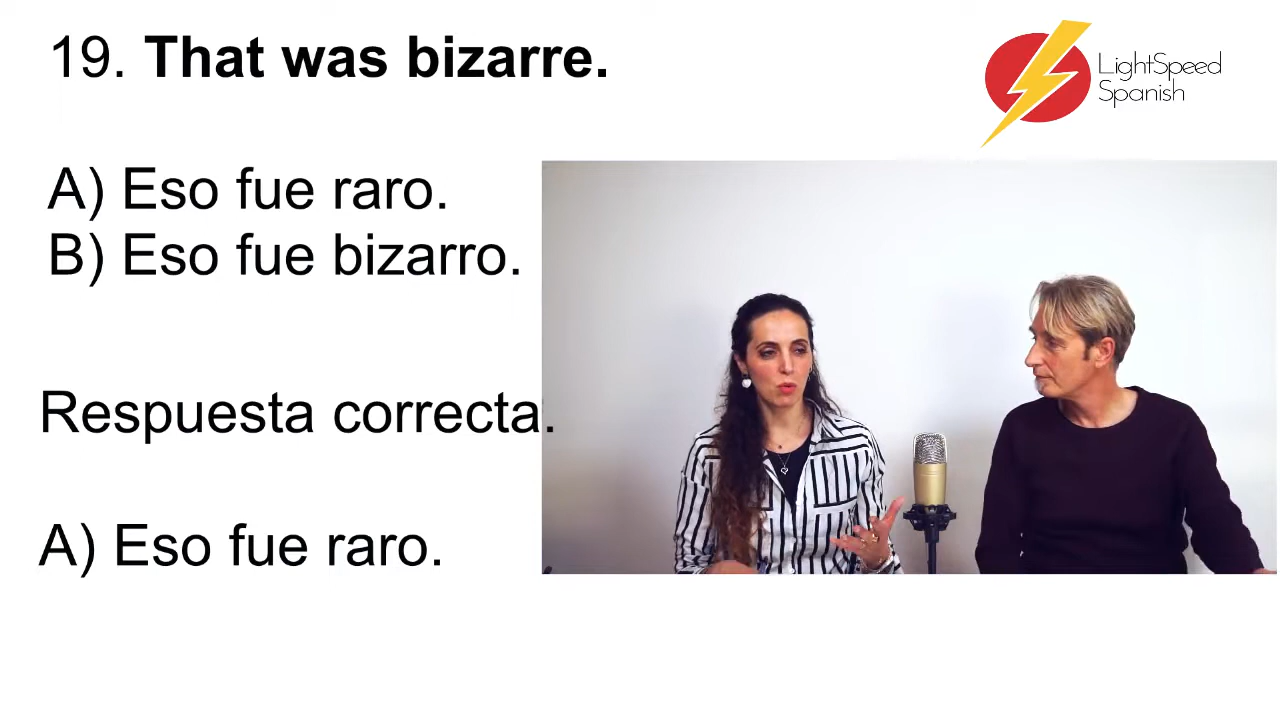 19. That was bizarre.
LightSpeed
Spanish
A) Eso fue raro.
B) Eso fue bizarro.
Respuesta correcta.
A) Eso fue raro.